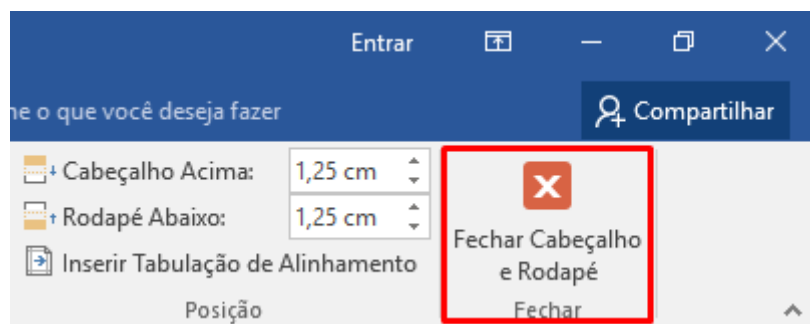 Entrar
o que você deseja fazer
Compartilhar
Cabeçalho Acima: 1,25 cm
Rodapé Abaixo: 1,25 cm
Inserir Tabulação de Alinhamento
Posição
Fechar Cabeçalho
e Rodapé
Fechar